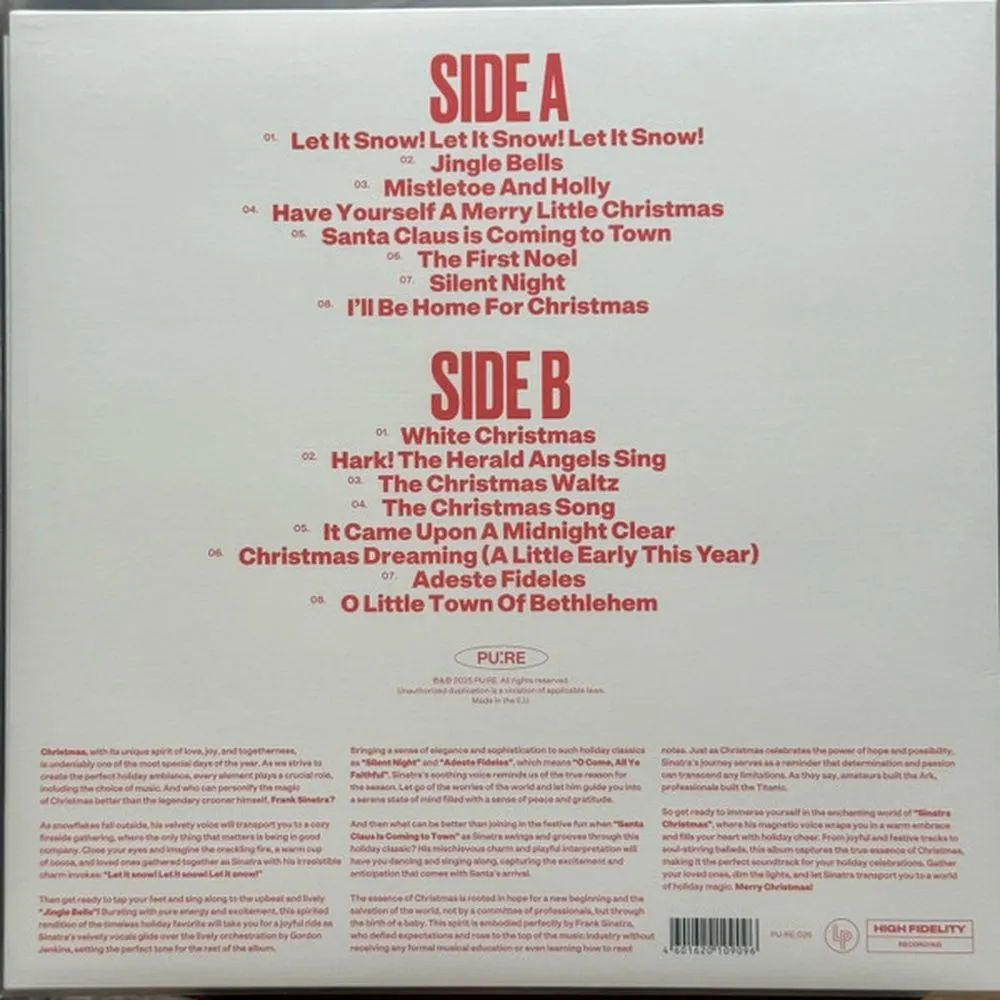 SIDE A
01. Let It Snow! Let It Snow! Let It Snow!
02. Jingle Bells
03. Mistletoe And Holly
04. Have Yourself A Merry Little Christmas
05. Santa Claus is Coming to Town
06. The First Noel
07. Silent Night
08. I'll Be Home For Christmas
SIDE B
01. White Christmas
02. Hark! The Herald Angels Sing
03. The Christmas Waltz
04. The Christmas Song
05. It Came Upon A Midnight Clear
06. Christmas Dreaming (A Little Early This Year)
07. Adeste Fideles
08. O Little Town Of Bethlehem
PU:RE
℗&© 2025 PU:RE. All rights reserved.
Unauthorized duplication is a violation of applicable laws.
Made in the E.U.
Christmas, with its unique spirit of love, joy, and togetherness,
is undeniably one of the most special days of the year. As we strive to
create the perfect holiday ambiance, every element plays a crucial role,
including the choice of music. And who can personify the magic
of Christmas better than the legendary crooner himself, Frank Sinatra?
As snowflakes fall outside, his velvety voice will transport you to a cozy
fireside gathering, where the only thing that matters is being in good
company. Close your eyes and imagine the crackling fire, a warm cup
of cocoa, and loved ones gathered together as Sinatra with his irresistible
charm invokes: "Let it snow! Let it snow! Let it snow!"
Then get ready to tap your feet and sing along to the upbeat and lively
"Jingle Bells"! Bursting with pure energy and excitement, this spirited
rendition of the timeless holiday favorite will take you for a joyful ride as
Sinatra's velvety vocals glide over the lively orchestration by Gordon
Jenkins, setting the perfect tone for the rest of the album.
Bringing a sense of elegance and sophistication to such holiday classics
as "Silent Night" and "Adeste Fideles", which means "O Come, All Ye
Faithful", Sinatra's soothing voice reminds us of the true reason for
the season. Let go of the worries of the world and let him guide you into
a serene state of mind filled with a sense of peace and gratitude.
And then what can be better than joining in the festive fun when "Santa
Claus Is Coming to Town" as Sinatra swings and grooves through this
holiday classic? His mischievous charm and playful interpretation will
have you dancing and singing along, capturing the excitement and
anticipation that comes with Santa's arrival.
The essence of Christmas is rooted in hope for a new beginning and the
salvation of the world, not by a committee of professionals, but through
the birth of a baby. This spirit is embodied perfectly by Frank Sinatra,
who defied expectations and rose to the top of the music industry without
receiving any formal musical education or even learning how to read
notes. Just as Christmas celebrates the power of hope and possibility,
Sinatra's journey serves as a reminder that determination and passion
can transcend any limitations. As they say, amateurs built the Ark,
professionals built the Titanic.
So get ready to immerse yourself in the enchanting world of "Sinatra
Christmas", where his magnetic voice wraps you in a warm embrace
and fills your heart with holiday cheer. From joyful and festive tracks to
soul-stirring ballads, this album captures the true essence of Christmas,
making it the perfect soundtrack for your holiday celebrations. Gather
your loved ones, dim the lights, and let Sinatra transport you to a world
of holiday magic. Merry Christmas!
4 601620 109096
PU:RE-026
LP
HIGH FIDELITY
RECORDING